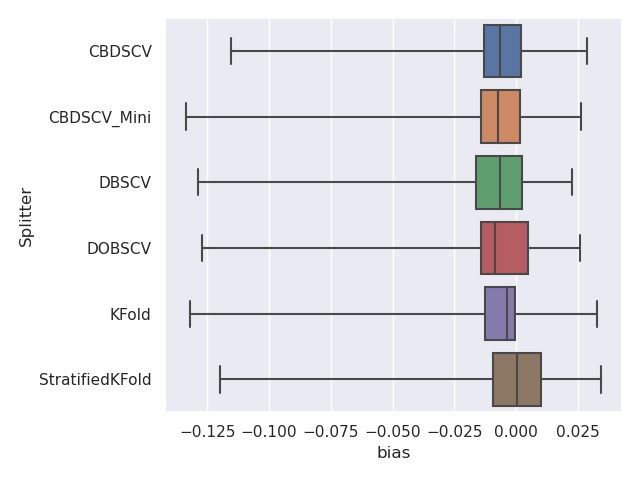 CBDSCV
CBDSCV_Mini
DBSCV
DOBSCV
KFold
StratifiedKFold
Splitter
−0.125 −0.100 −0.075 −0.050 −0.025 0.000 0.025
bias